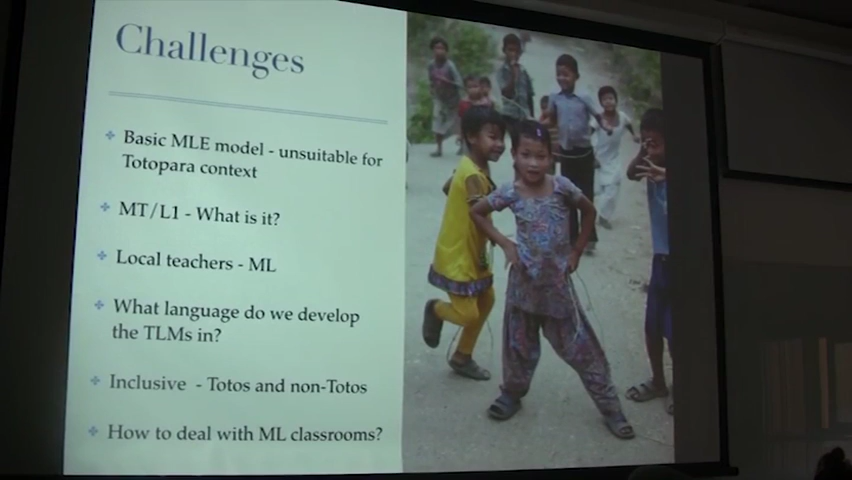 Challenges
Basic MLE model - unsuitable for
Totopara context
MT/L1 - What is it?
Local teachers - ML
What language do we develop
the TLMs in?
Inclusive - Totos and non-Totos
How to deal with ML classrooms?